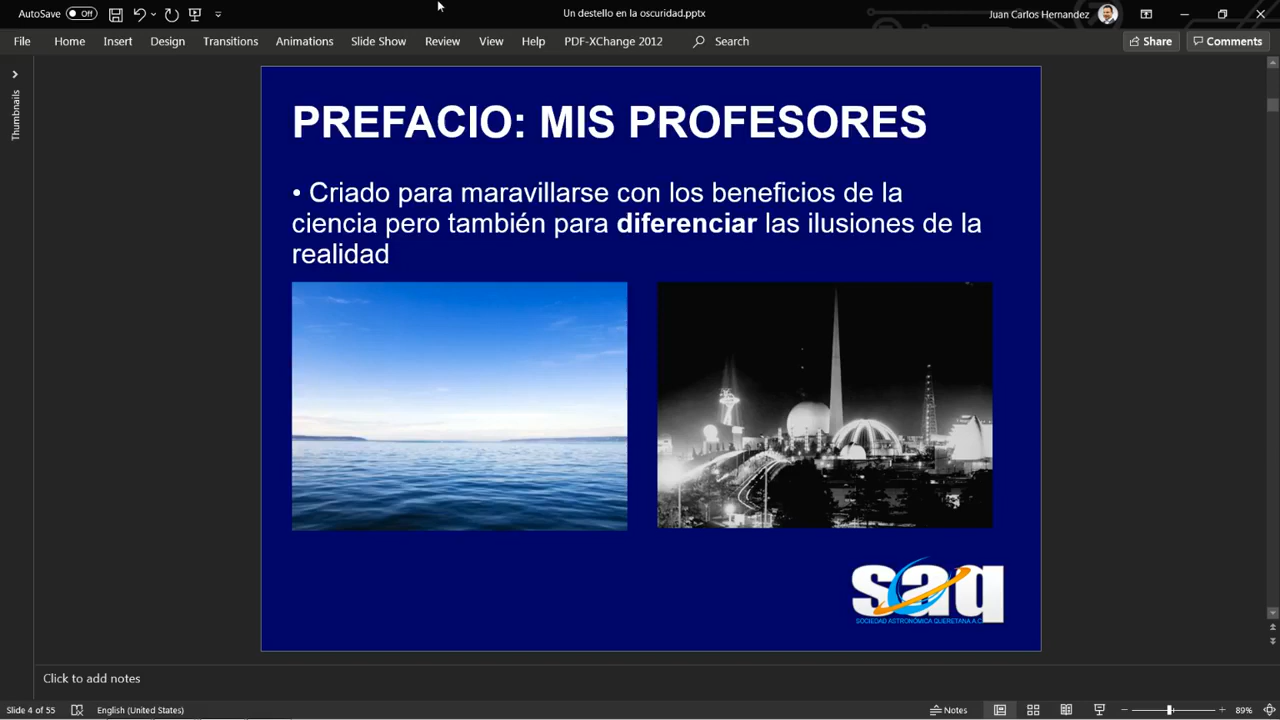 AutoSave Off
Un destello en la oscuridad.pptx
Juan Carlos Hernandez
File Home Insert Design Transitions Animations Slide Show Review View Help PDF-XChange 2012 Search Share Comments
Thumbnails
PREFACIO: MIS PROFESORES
• Criado para maravillarse con los beneficios de la
ciencia pero también para diferenciar las ilusiones de la
realidad
saq
SOCIEDAD ASTRONÓMICA QUERETANA A.C.
Click to add notes
Slide 4 of 55 English (United States) Notes 89%